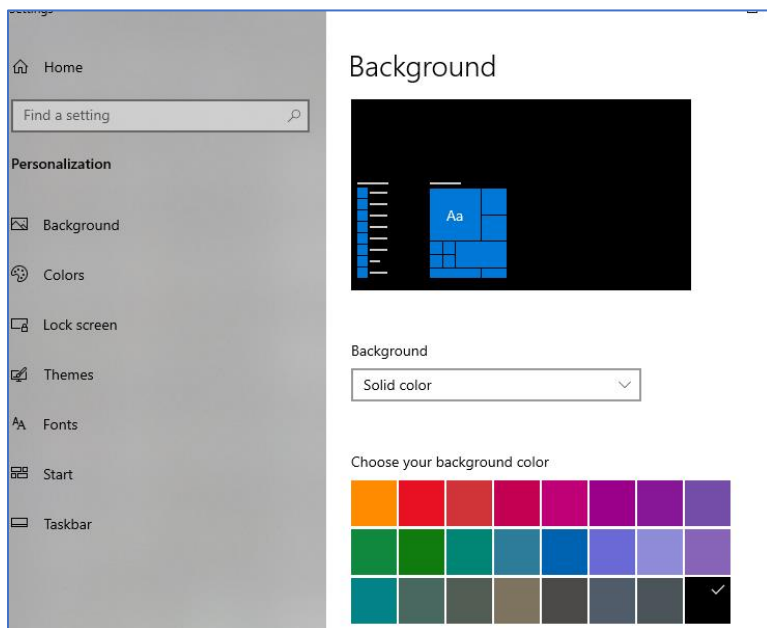 Home
Find a setting
Personalization
Background
Colors
Lock screen
Themes
Fonts
Start
Taskbar
Background
Aa
Background
Solid color
Choose your background color